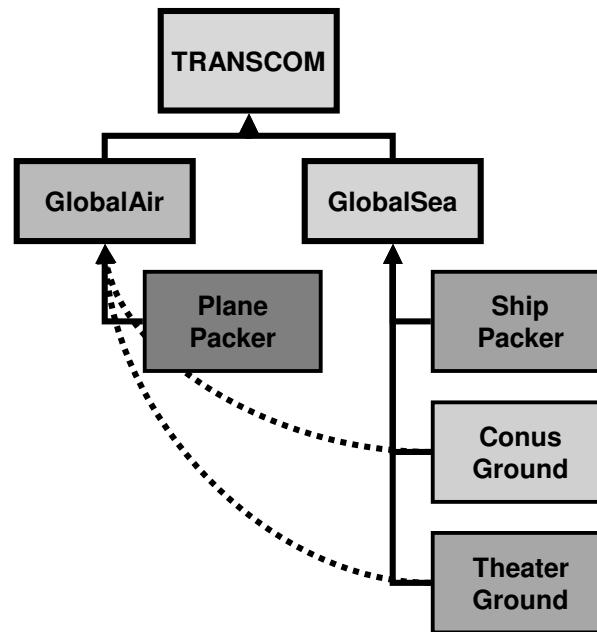 TRANSCOM
GlobalAir
GlobalSea
Plane
Packer
Ship
Packer
Conus
Ground
Theater
Ground